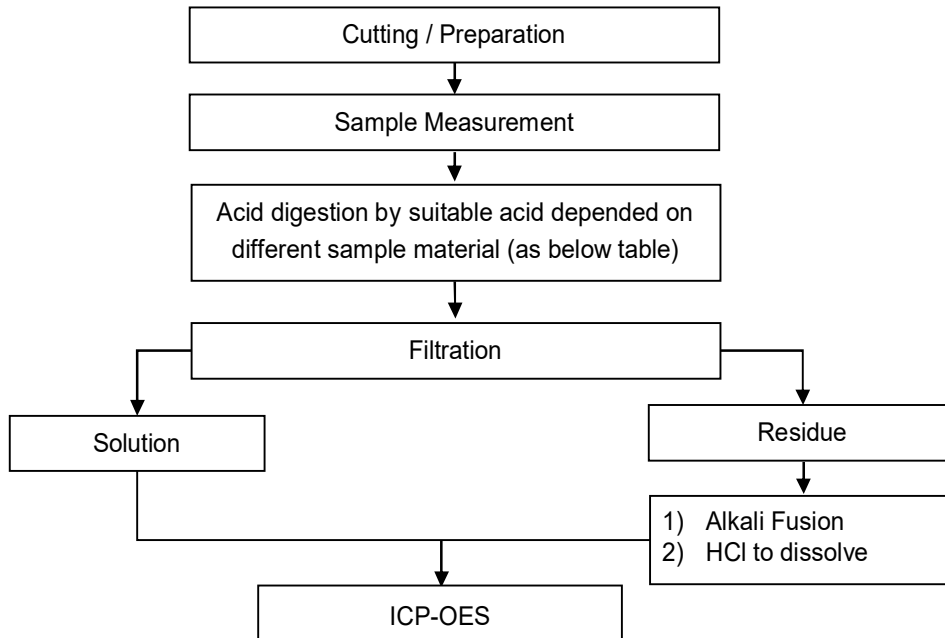 Cutting / Preparation
Sample Measurement
Acid digestion by suitable acid depended on
different sample material (as below table)
Filtration
Solution
Residue
1) Alkali Fusion
2) HCl to dissolve
ICP-OES